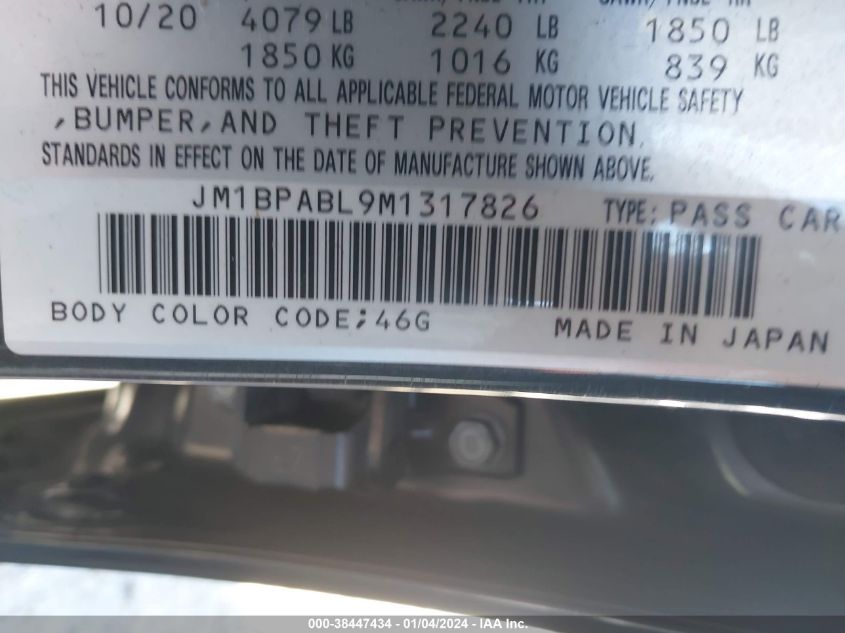 10/20 4079 LB 2240 LB 1850 LB
1850 KG 1016 KG 839 KG
THIS VEHICLE CONFORMS TO ALL APPLICABLE FEDERAL MOTOR VEHICLE SAFETY
,BUMPER,AND THEFT PREVENTION,
STANDARDS IN EFFECT ON THE DATE OF MANUFACTURE SHOWN ABOVE.
JM1BPABL9M1317826 TYPE: PASS CAR
BODY COLOR CODE;46G MADE IN JAPAN
000-38447434 - 01/04/2024 - IAA Inc.